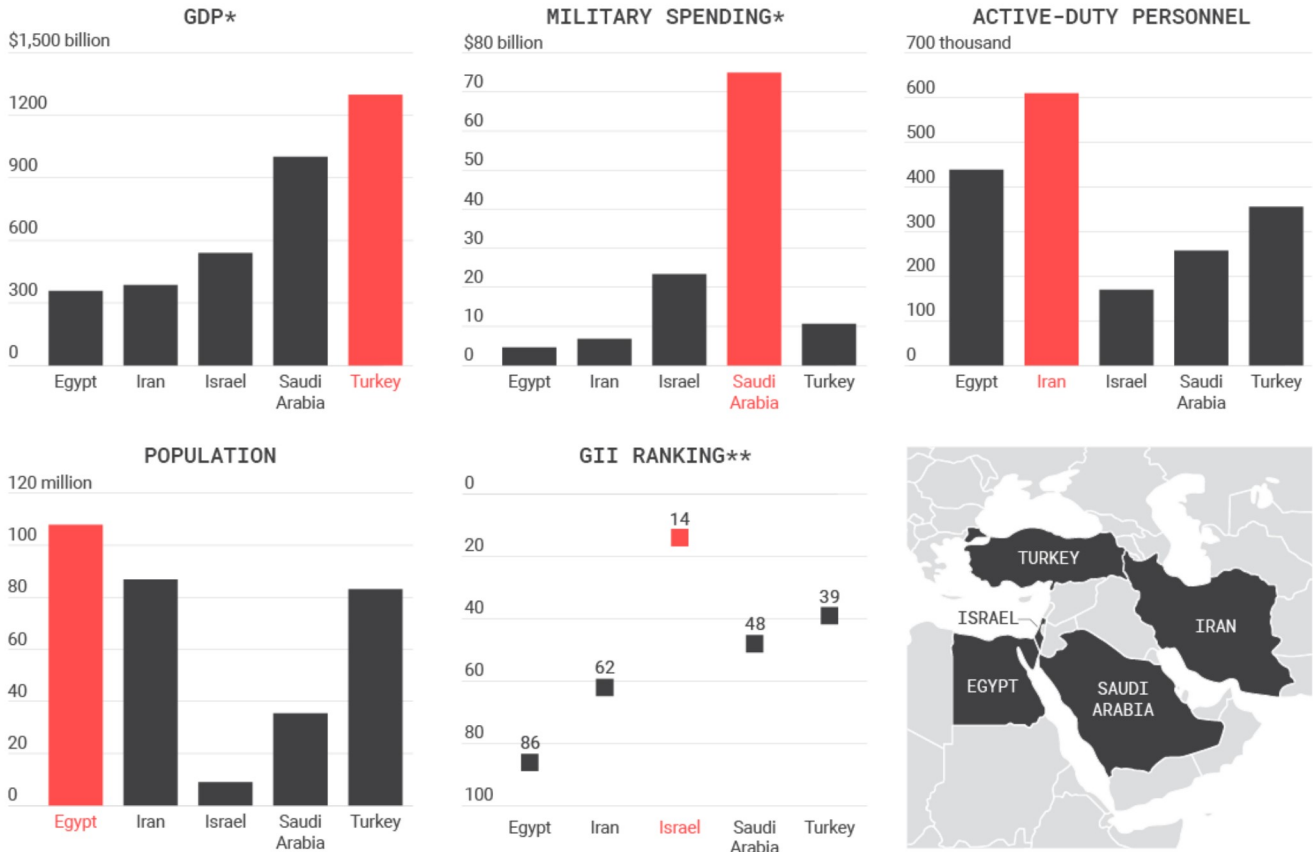 GDP*
$1,500 billion
1200
900
600
300
0
Egypt Iran Israel Saudi Turkey
Arabia
MILITARY SPENDING*
$80 billion
70
60
50
40
30
20
10
0
Egypt Iran Israel Saudi Turkey
Arabia
ACTIVE-DUTY PERSONNEL
700 thousand
600
500
400
300
200
100
0
Egypt Iran Israel Saudi Turkey
Arabia
POPULATION
120 million
100
80
60
40
20
0
Egypt Iran Israel Saudi Turkey
Arabia
GII RANKING**
0
14
20
39
40
48
62
60
80
86
100
Egypt Iran Israel Saudi Turkey
Arabia
TURKEY
ISRAEL
IRAN
EGYPT
SAUDI
ARABIA